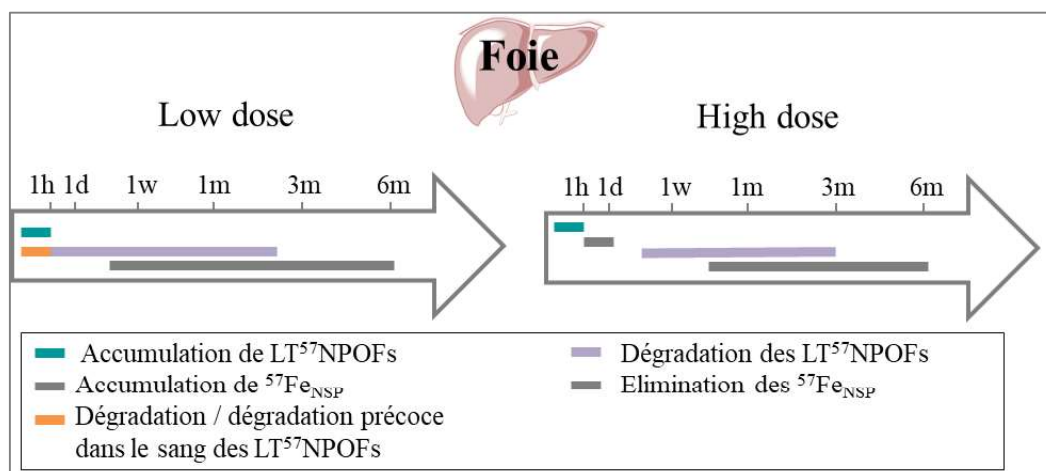 Foie
Low dose
High dose
1h 1d 1w 1m 3m 6m
1h 1d 1w 1m 3m 6m
Accumulation de LT⁵⁷NPOFs
Accumulation de ⁵⁷Fe_NSP
Dégradation / dégradation précoce
dans le sang des LT⁵⁷NPOFs
Dégradation des LT⁵⁷NPOFs
Elimination des ⁵⁷Fe_NSP